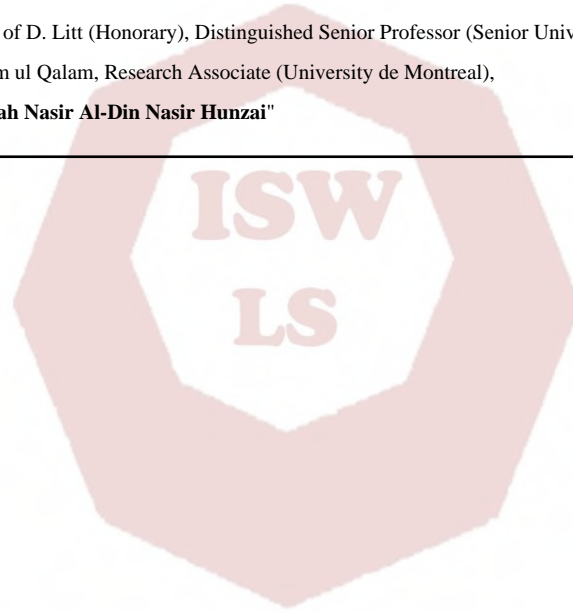 of D. Litt (Honorary), Distinguished Senior Professor (Senior Univ
m ul Qalam, Research Associate (University de Montreal),
ah Nasir Al-Din Nasir Hunzai"
ISW
LS